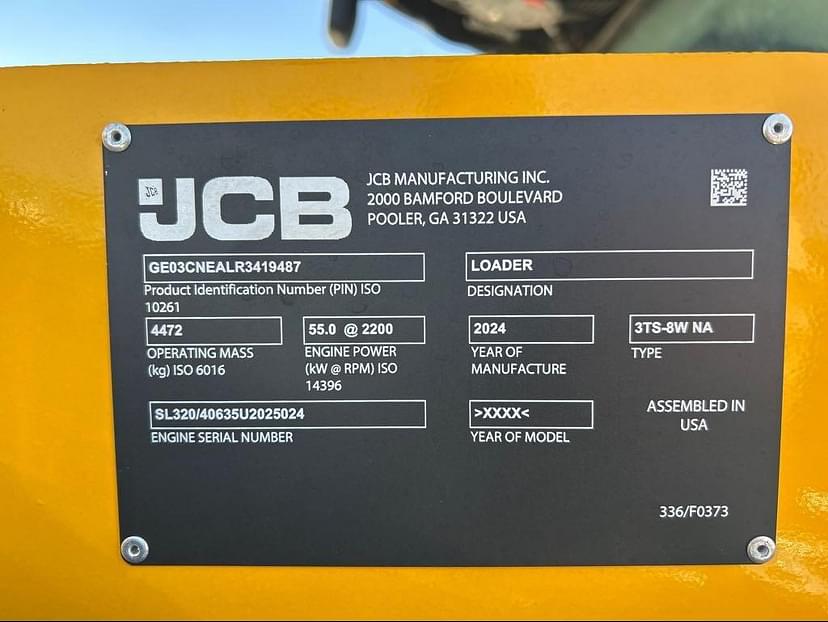 JCB
JCB
JCB MANUFACTURING INC.
2000 BAMFORD BOULEVARD
POOLER, GA 31322 USA
GE03CNEALR3419487
Product Identification Number (PIN) ISO
10261
LOADER
DESIGNATION
4472
OPERATING MASS
(kg) ISO 6016
55.0 @ 2200
ENGINE POWER
(kW @ RPM) ISO
14396
2024
YEAR OF
MANUFACTURE
3TS-8W NA
TYPE
SL320/40635U2025024
ENGINE SERIAL NUMBER
>XXXX<
YEAR OF MODEL
ASSEMBLED IN
USA
336/F0373